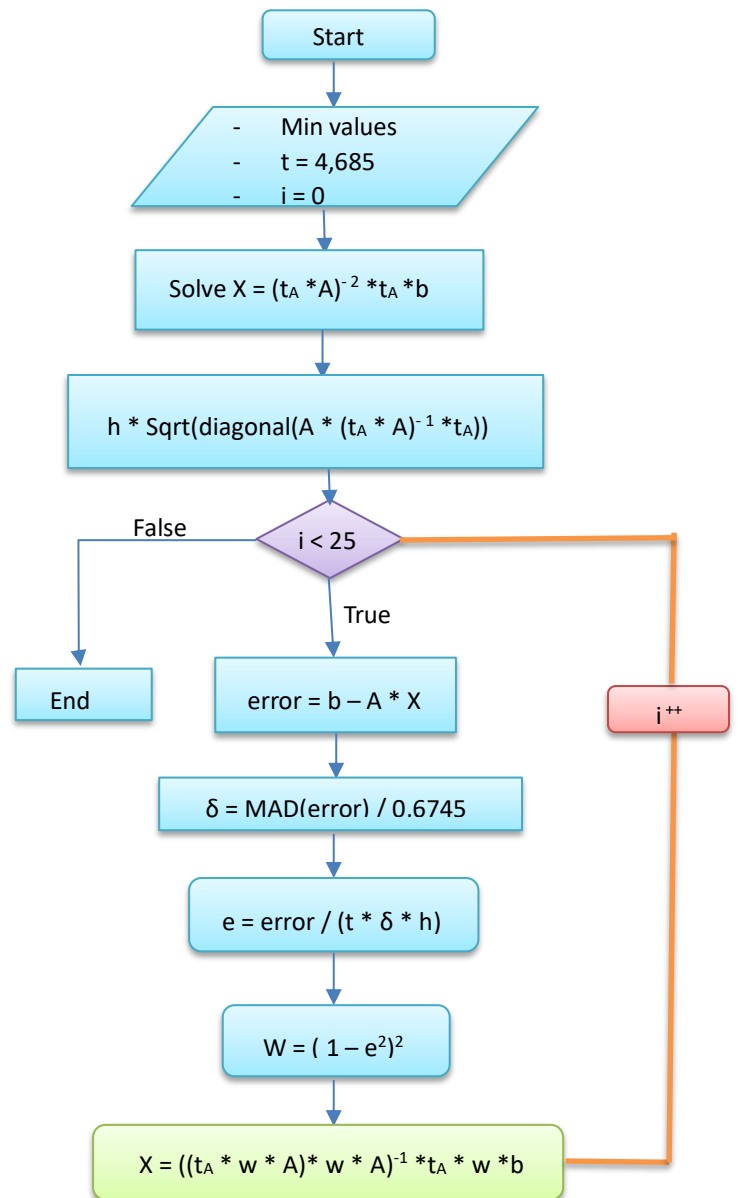 Start
- Min values
- t = 4,685
- i = 0
Solve X = (tA *A)- 2 *tA *b
h * Sqrt(diagonal(A * (tA * A)- 1 *tA))
False
i < 25
True
End
error = b – A * X
i ++
δ = MAD(error) / 0.6745
e = error / (t * δ * h)
W = ( 1 – e2)2
X = ((tA * w * A)* w * A)-1 *tA * w *b